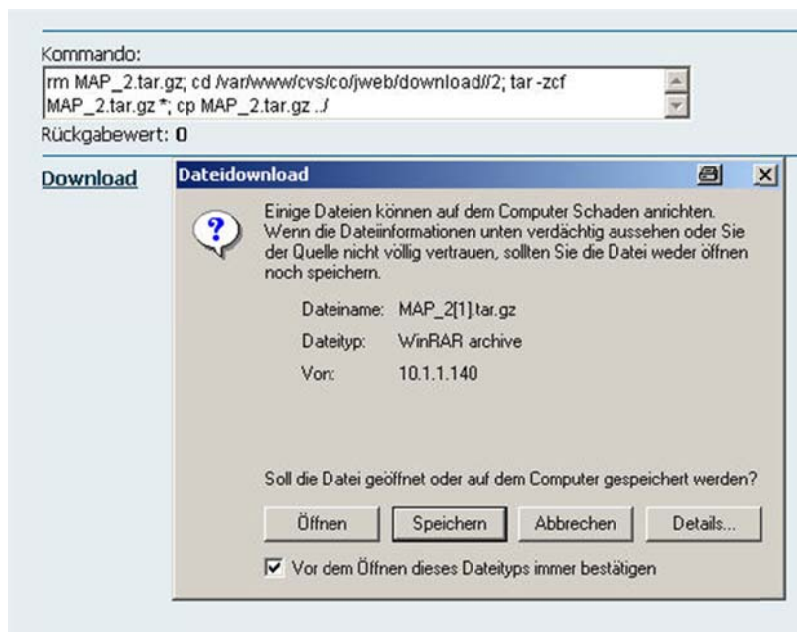 Kommando:
rm MAP_2.tar.gz; cd /var/www/cvs/co/jweb/download//2; tar -zcf
MAP_2.tar.gz *; cp MAP_2.tar.gz ../
Rückgabewert: 0
Download
Dateidownload
Einige Dateien können auf dem Computer Schaden anrichten.
Wenn die Dateiinformationen unten verdächtig aussehen oder Sie
der Quelle nicht völlig vertrauen, sollten Sie die Datei weder öffnen
noch speichern.
Dateiname: MAP_2[1].tar.gz
Dateityp: WinRAR archive
Von: 10.1.1.140
Soll die Datei geöffnet oder auf dem Computer gespeichert werden?
Öffnen Speichern Abbrechen Details...
Vor dem Öffnen dieses Dateityps immer bestätigen